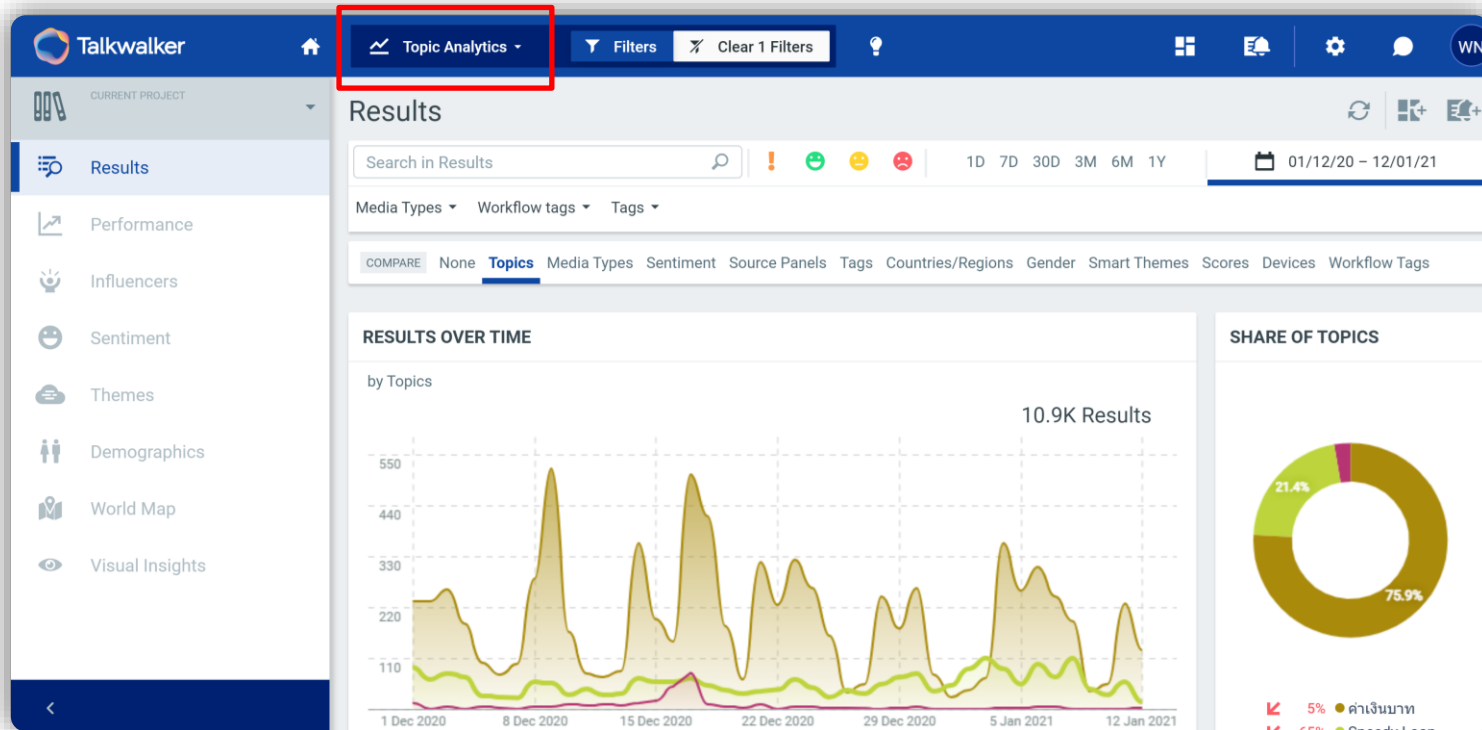 Talkwalker
Topic Analytics
Filters
Clear 1 Filters
WN
CURRENT PROJECT
Results
Performance
Influencers
Sentiment
Themes
Demographics
World Map
Visual Insights
Results
Search in Results
1D 7D 30D 3M 6M 1Y
01/12/20 – 12/01/21
Media Types Workflow tags Tags
COMPARE None Topics Media Types Sentiment Source Panels Tags Countries/Regions Gender Smart Themes Scores Devices Workflow Tags
RESULTS OVER TIME
by Topics
10.9K Results
550
440
330
220
110
1 Dec 2020 8 Dec 2020 15 Dec 2020 22 Dec 2020 29 Dec 2020 5 Jan 2021 12 Jan 2021
SHARE OF TOPICS
21.4%
75.9%
5% ค่าเงินบาท
65% Speedy Loan